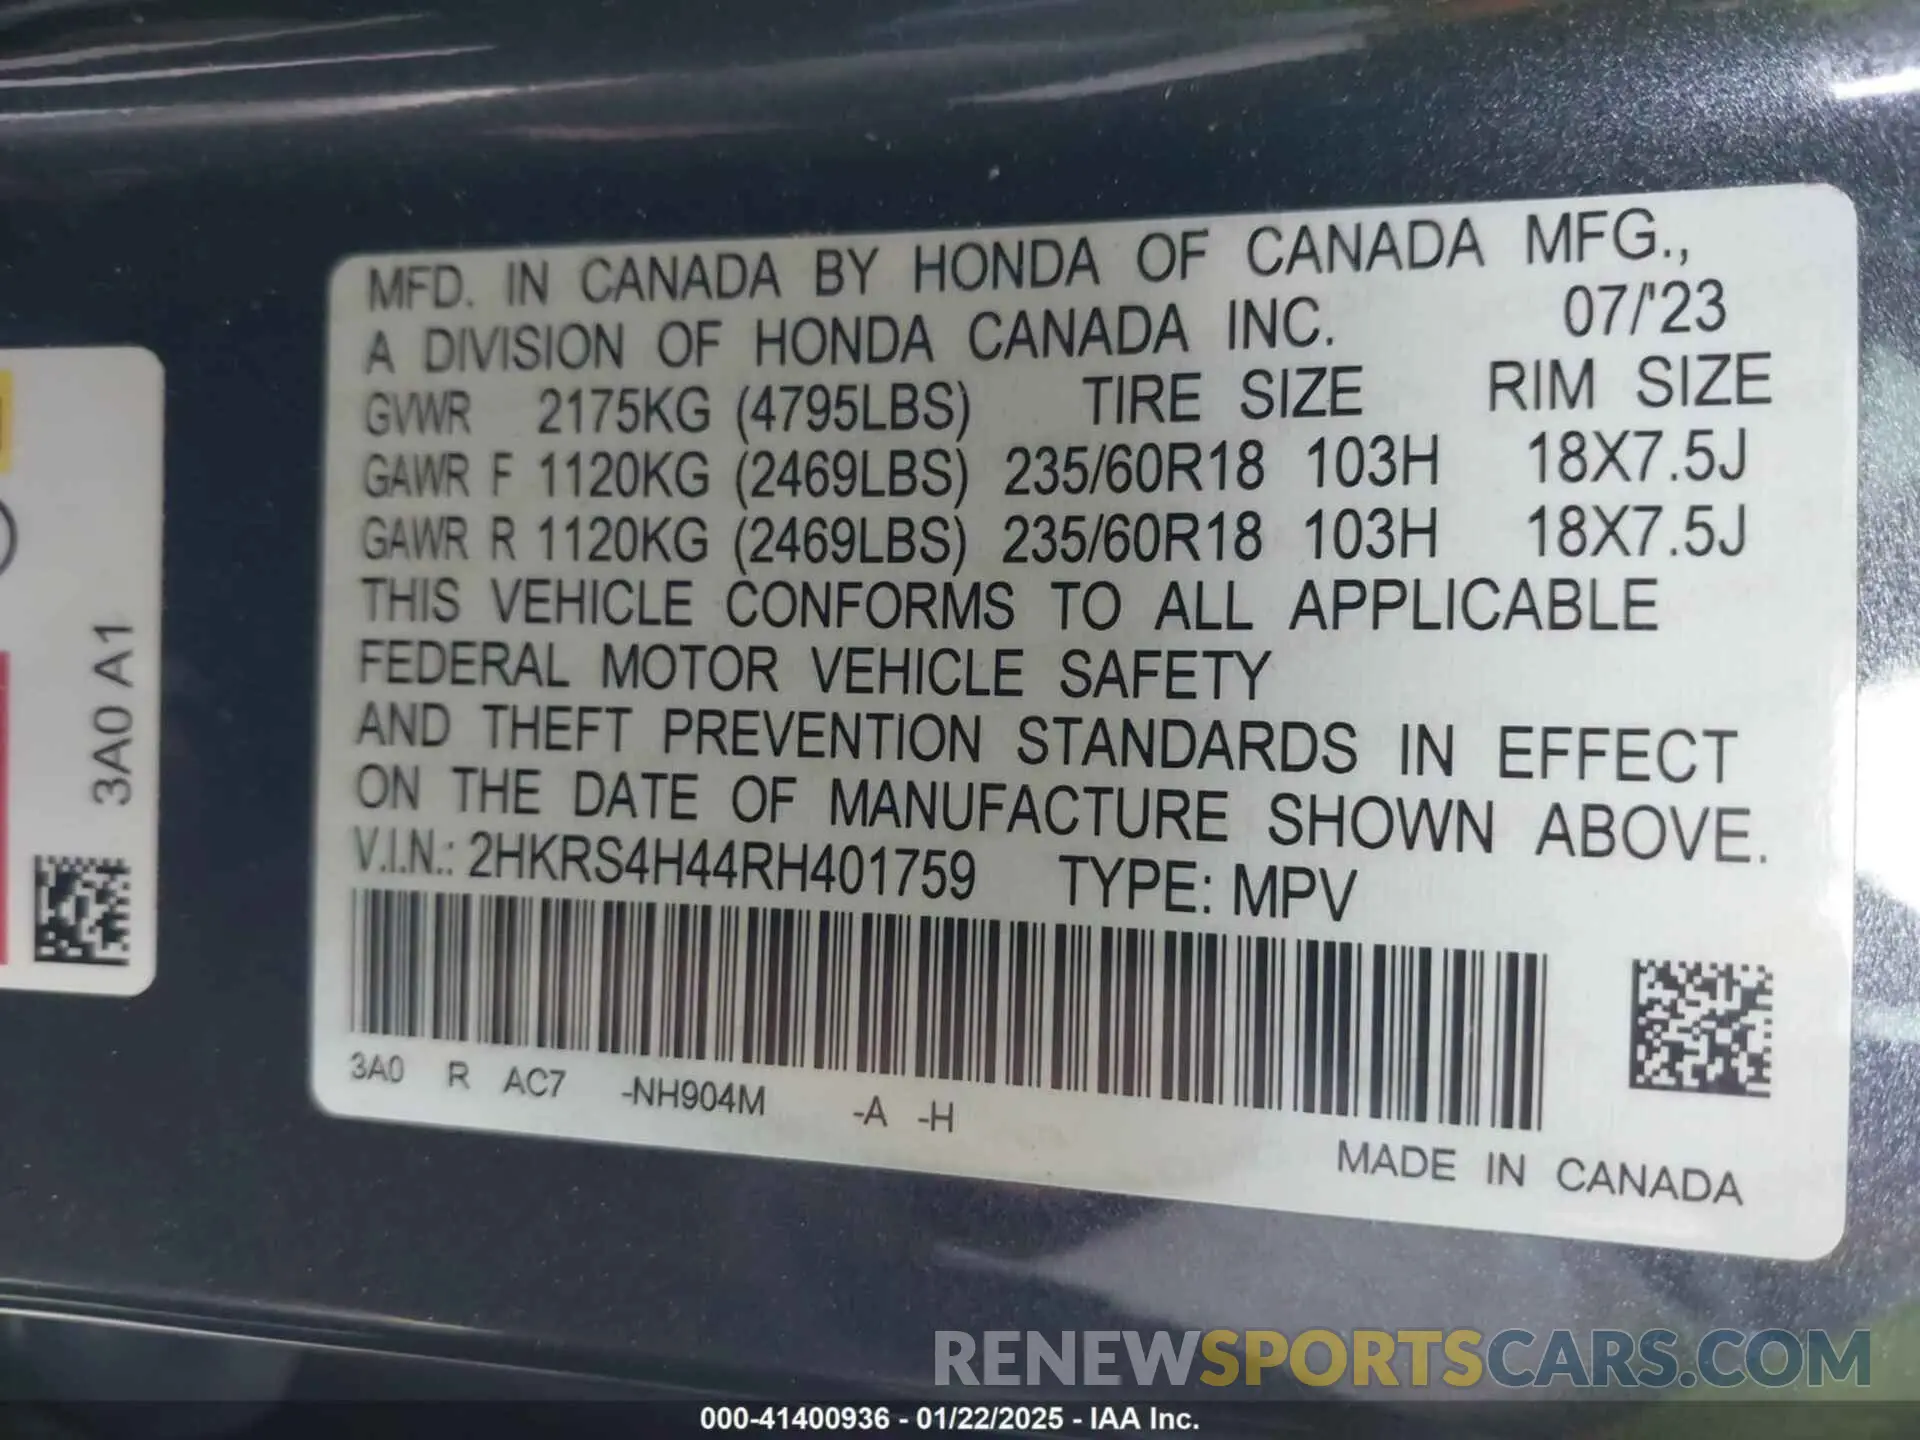 MFD. IN CANADA BY HONDA OF CANADA MFG.,
A DIVISION OF HONDA CANADA INC. 07/'23
GVWR 2175KG (4795LBS) TIRE SIZE RIM SIZE
GAWR F 1120KG (2469LBS) 235/60R18 103H 18X7.5J
GAWR R 1120KG (2469LBS) 235/60R18 103H 18X7.5J
THIS VEHICLE CONFORMS TO ALL APPLICABLE
FEDERAL MOTOR VEHICLE SAFETY
AND THEFT PREVENTION STANDARDS IN EFFECT
ON THE DATE OF MANUFACTURE SHOWN ABOVE.
V.I.N.: 2HKRS4H44RH401759 TYPE: MPV
3A0 R AC7 -NH904M -A -H
MADE IN CANADA
3A0 A1
RENEWSPORTSCARS.COM
000-41400936 - 01/22/2025 - IAA Inc.